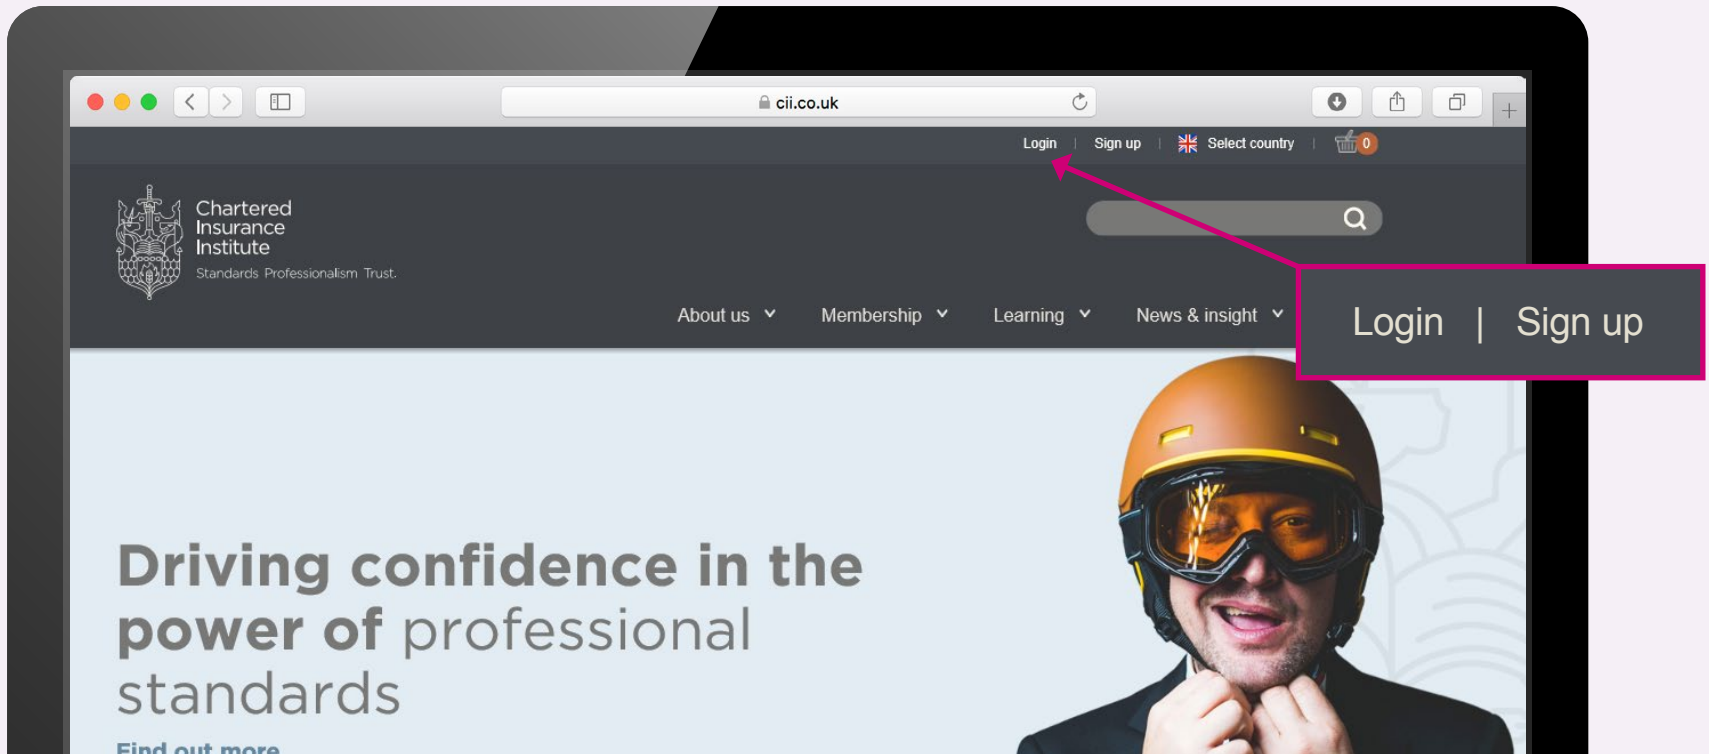 cii.co.uk
Login | Sign up | Select country | 0
Chartered
Insurance
Institute
Standards Professionalism Trust.
About us Membership Learning News & insight
Login | Sign up
Driving confidence in the
power of professional
standards
Find out more